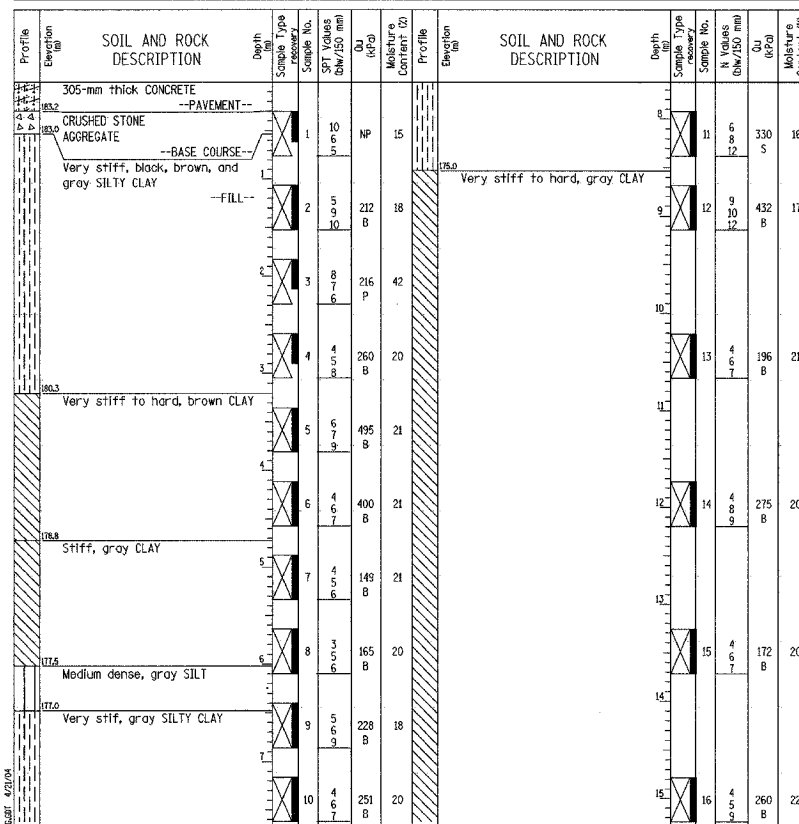 Profile
Elevation (m)
SOIL AND ROCK
DESCRIPTION
Depth (m)
Sample Type
recovery
Sample No.
SPT Values
(blw/150 mm)
Qu
(kPa)
Moisture
Content (%)
305-mm thick CONCRETE
183.2 --PAVEMENT--
CRUSHED STONE
183.0 AGGREGATE
--BASE COURSE--
1
10
6
5
NP
15
Very stiff, black, brown, and
1
gray SILTY CLAY
--FILL--
2
5
9
10
212
B
18
2
3
8
7
6
216
P
42
3
4
4
5
8
260
B
20
180.3
Very stiff to hard, brown CLAY
5
6
7
9
495
B
21
4
6
4
6
7
400
B
21
178.8
Stiff, gray CLAY
5
7
4
5
6
149
B
21
8
3
5
6
165
B
20
177.5
6
Medium dense, gray SILT
177.0
Very stif, gray SILTY CLAY
9
5
6
9
228
B
18
7
10
4
6
7
251
B
20
4/21/04
Profile
Elevation (m)
SOIL AND ROCK
DESCRIPTION
Depth (m)
Sample Type
recovery
Sample No.
N Values
(blw/150 mm)
Qu
(kPa)
Moisture
8
11
6
8
12
330
S
175.0
Very stiff to hard, gray CLAY
9
12
9
10
12
432
B
17
10
13
4
6
7
196
B
21
11
12
14
4
8
9
275
B
20
13
15
4
6
7
172
B
20
14
15
16
4
5
9
260
B
22